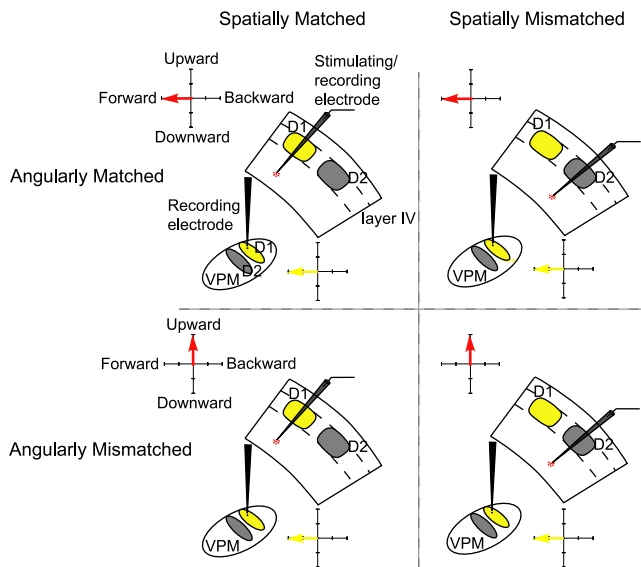 Spatially Matched
Spatially Mismatched
Upward
Forward
Backward
Downward
Stimulating/
recording
electrode
D1
D2
layer IV
Angularly Matched
Recording
electrode
D1
D2
VPM
D1
D2
VPM
Upward
Forward
Backward
Downward
D1
D2
Angularly Mismatched
VPM
D1
D2
VPM